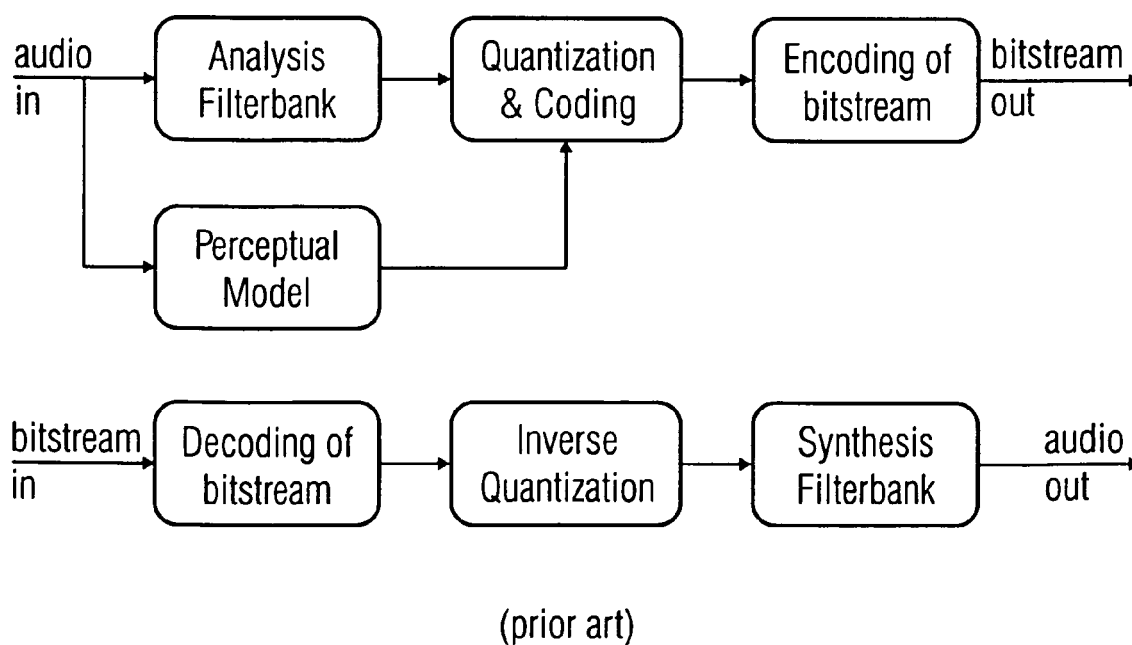 audio
in
Analysis
Filterbank
Quantization
& Coding
Encoding of
bitstream
bitstream
out
Perceptual
Model
bitstream
in
Decoding of
bitstream
Inverse
Quantization
Synthesis
Filterbank
audio
out
(prior art)